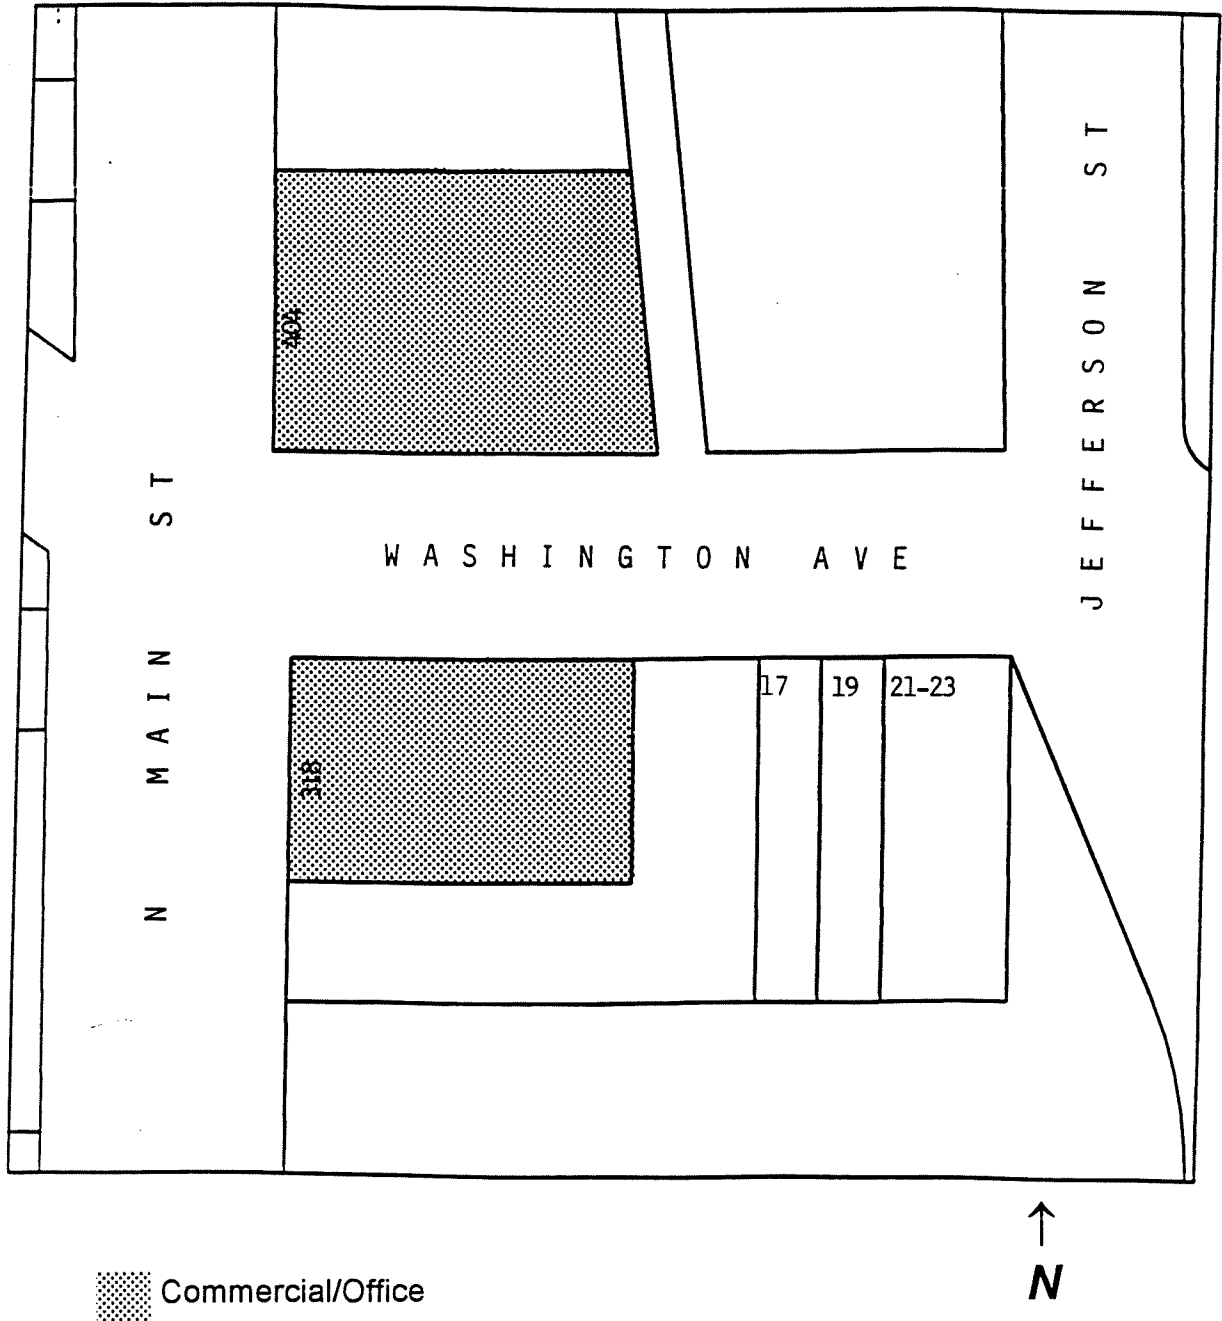 JEFFERSON ST
404
WASHINGTON AVE
N MAIN ST
17 19 21-23
318
N
Commercial/Office